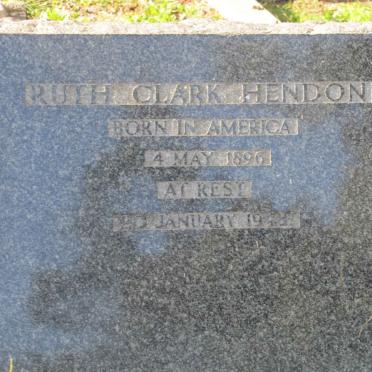 RUTH CLARK HENDON
BORN IN AMERICA
4 MAY 1896
AT REST
JANUARY